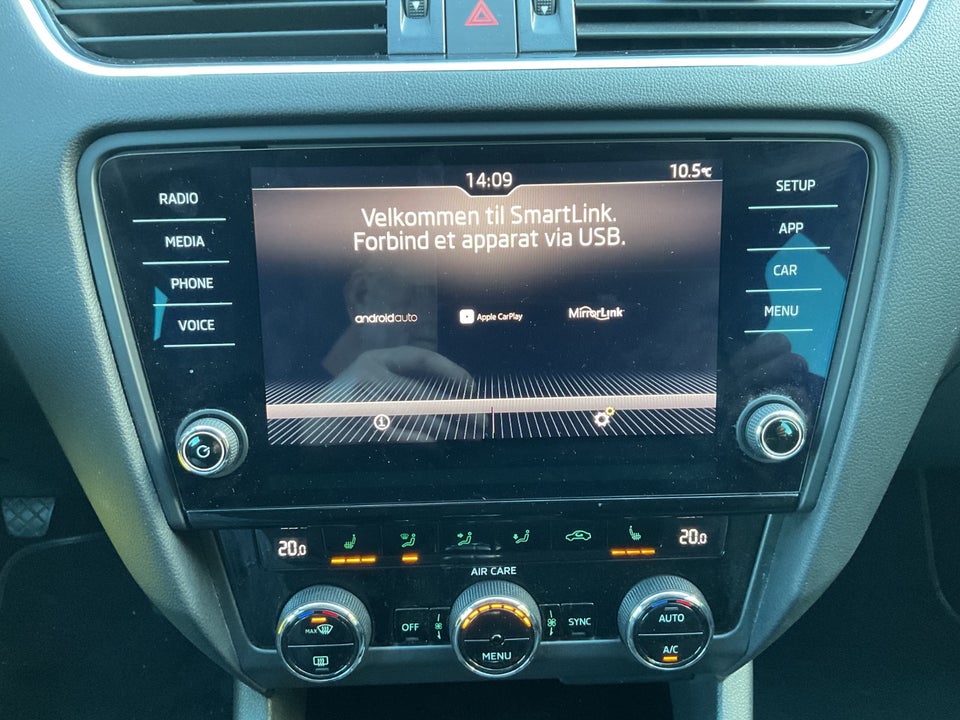 14:09
10.5°C
RADIO
MEDIA
PHONE
VOICE
Velkommen til SmartLink.
Forbind et apparat via USB.
androidauto
Apple CarPlay
MirrorLink
SETUP
APP
CAR
MENU
20.0
20.0
AIR CARE
MAX
OFF
SYNC
MENU
AUTO
A/C